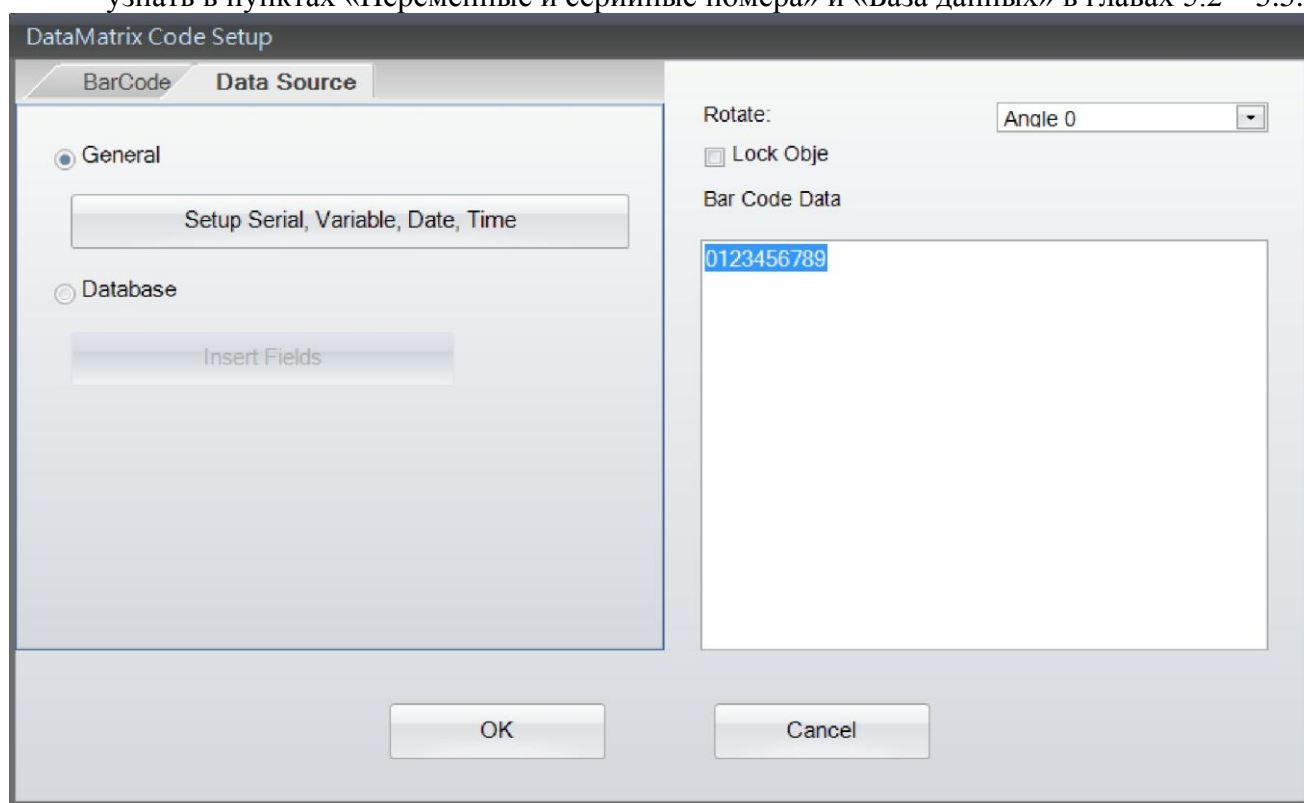 узнать в пунктах «Переменные и серийные номера» и «База данных» в главах 5.2 – 5.3.
DataMatrix Code Setup
BarCode
Data Source
General
Setup Serial, Variable, Date, Time
Database
Insert Fields
Rotate:
Angle 0
Lock Obje
Bar Code Data
0123456789
OK
Cancel